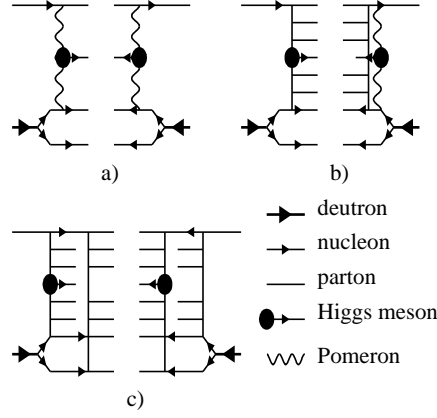 a)
b)
deutron
nucleon
parton
Higgs meson
Pomeron
c)